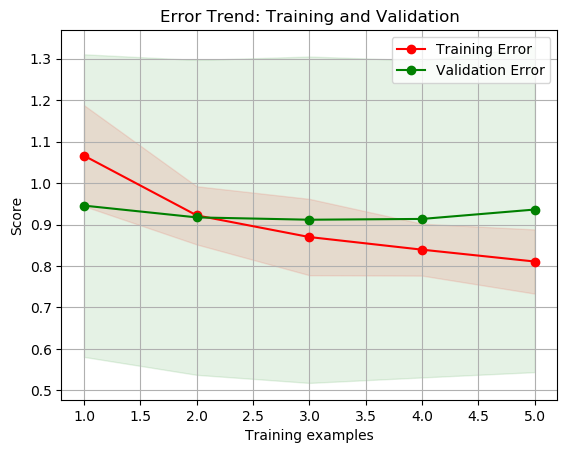 Error Trend: Training and Validation
Training Error
Validation Error
Score
1.3
1.2
1.1
1.0
0.9
0.8
0.7
0.6
0.5
1.0 1.5 2.0 2.5 3.0 3.5 4.0 4.5 5.0
Training examples